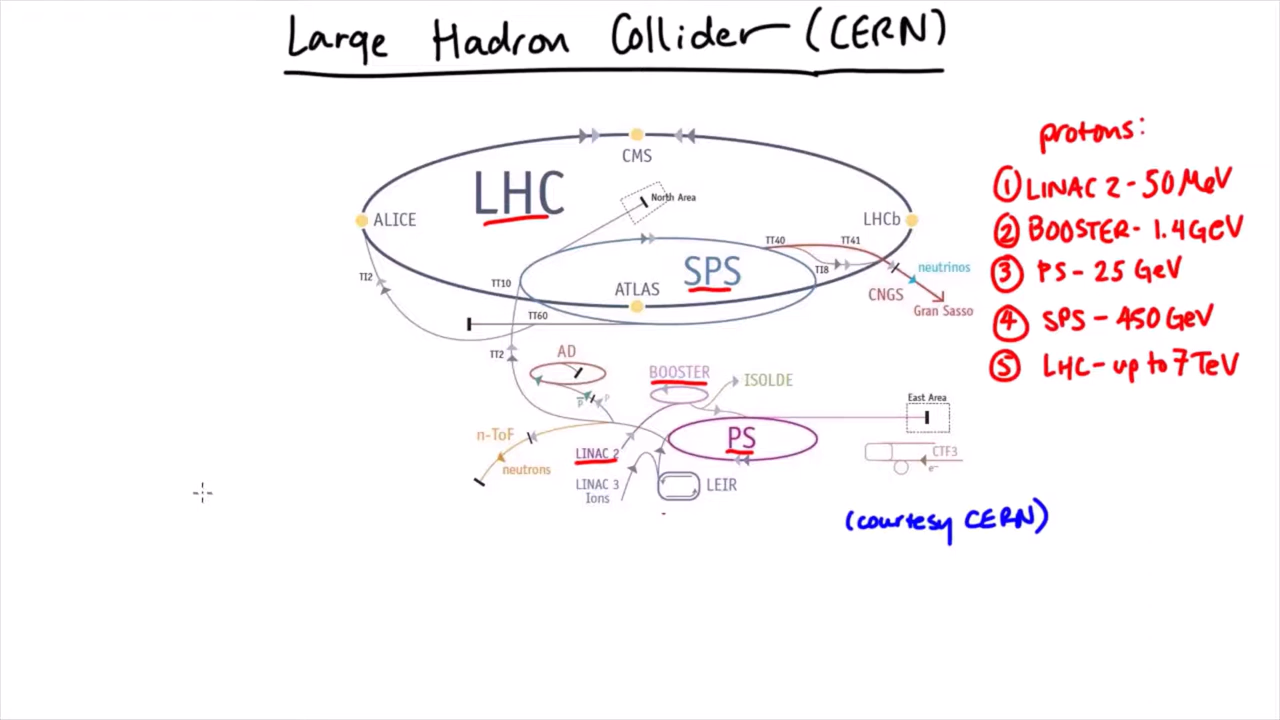 Large Hadron Collider (CERN)
protons:
① LINAC 2 - 50 MeV
② BOOSTER - 1.4 GeV
③ PS - 25 GeV
④ SPS - 450 GeV
⑤ LHC - up to 7 TeV
CMS
LHC
North Area
ALICE
LHCb
TT40
TT41
SPS
TI8
neutrinos
TI2
TT10
ATLAS
CNGS
Gran Sasso
TT60
TT2
AD
BOOSTER
ISOLDE
p̅
p
East Area
n-ToF
PS
LINAC 2
CTF3
neutrons
e-
LINAC 3
Ions
LEIR
(courtesy CERN)